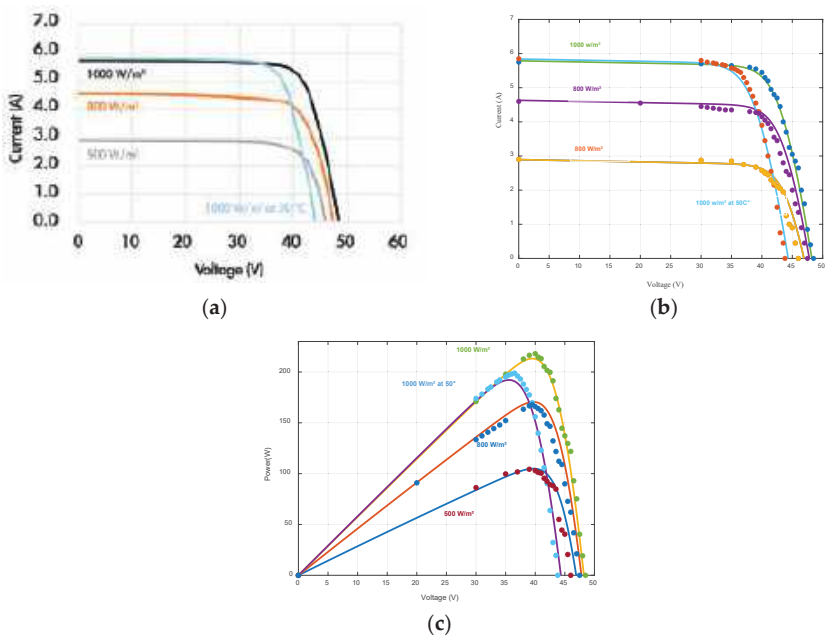 7.0
6.0
5.0
4.0
3.0
2.0
1.0
0.0
Current (A)
1000 W/m²
800 W/m²
500 W/m²
0 10 20 30 40 50 60
Voltage (V)
(a)
7
6
5
4
3
2
1
0
Current (A)
1000 w/m²
800 W/m²
800 W/m²
1000 w/m² at 50C°
0 5 10 15 20 25 30 35 40 45 50
Voltage (V)
(b)
200
150
100
50
0
Power(W)
1000 W/m²
1000 W/m² at 50°
800 W/m²
500 W/m²
0 5 10 15 20 25 30 35 40 45 50
Voltage (V)
(c)